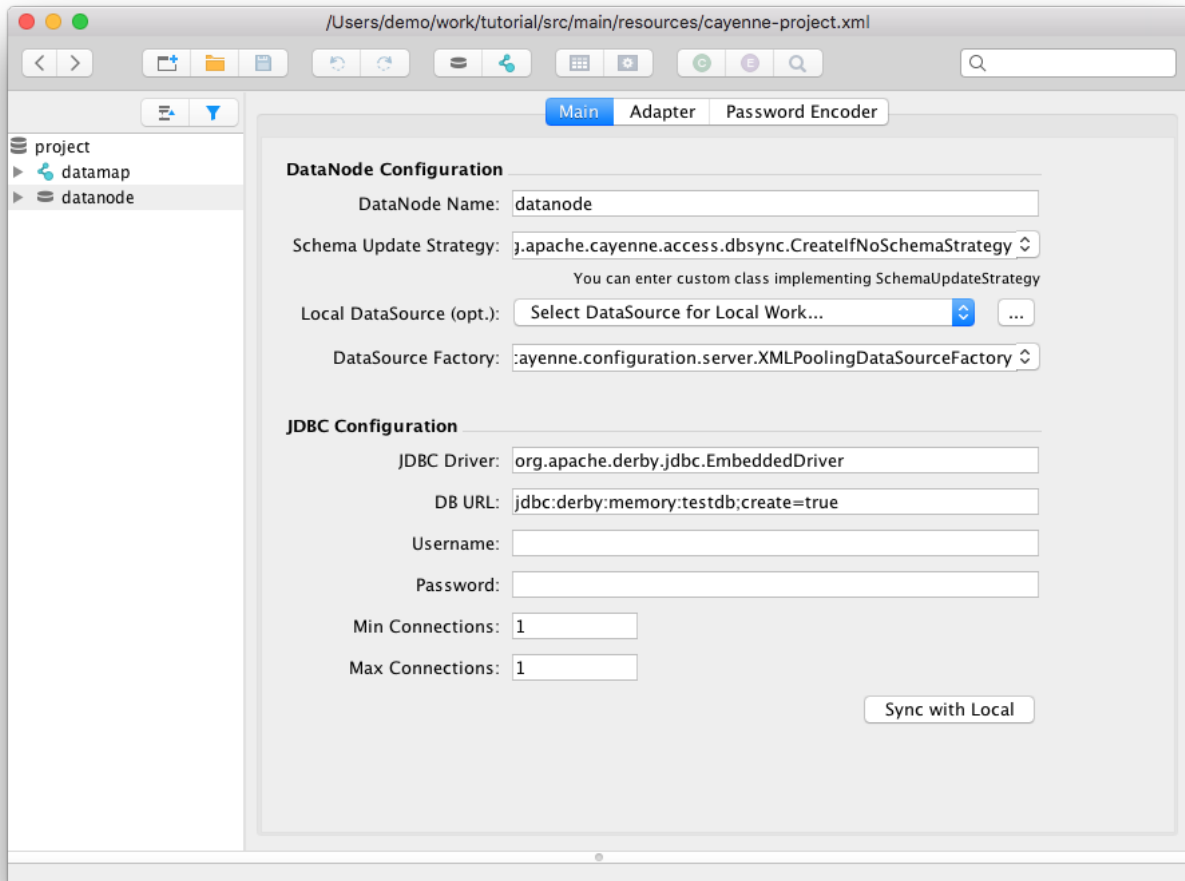 /Users/demo/work/tutorial/src/main/resources/cayenne-project.xml
C E
Main Adapter Password Encoder
project
datamap
datanode
DataNode Configuration
DataNode Name: datanode
Schema Update Strategy: g.apache.cayenne.access.dbsync.CreateIfNoSchemaStrategy
You can enter custom class implementing SchemaUpdateStrategy
Local DataSource (opt.): Select DataSource for Local Work... ...
DataSource Factory: cayenne.configuration.server.XMLPoolingDataSourceFactory
JDBC Configuration
JDBC Driver: org.apache.derby.jdbc.EmbeddedDriver
DB URL: jdbc:derby:memory:testdb;create=true
Username:
Password:
Min Connections: 1
Max Connections: 1
Sync with Local